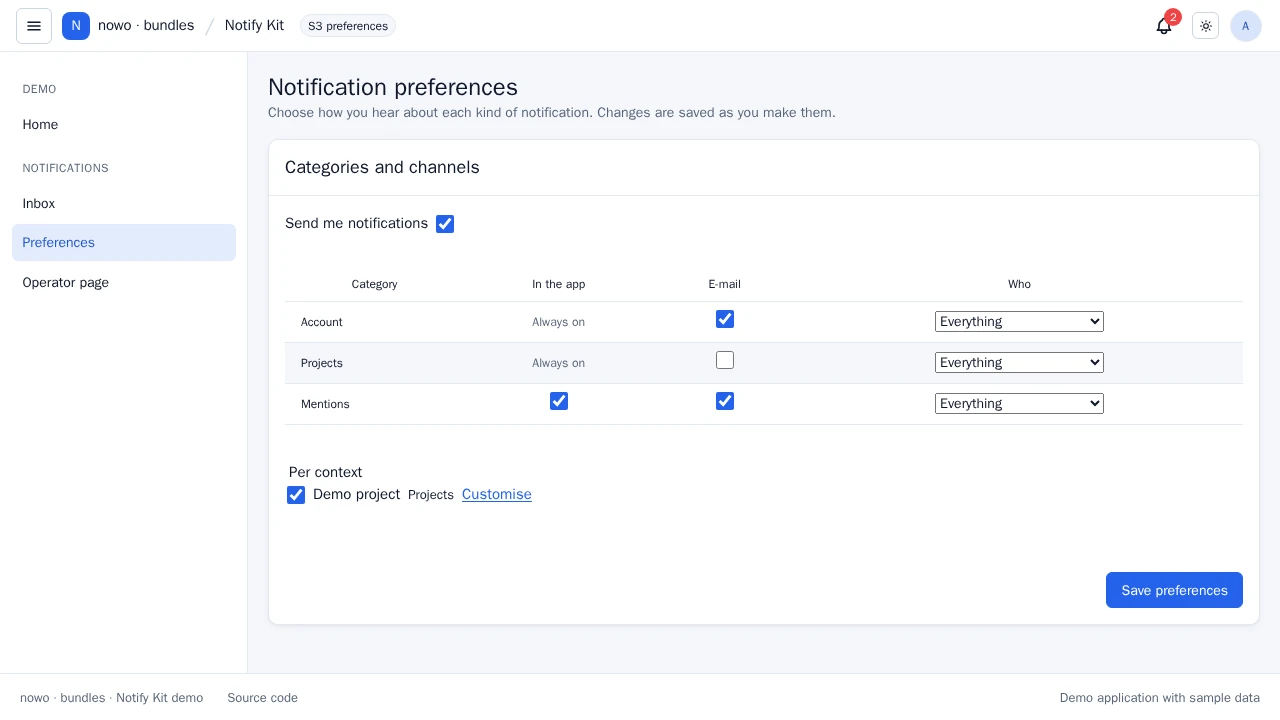 N nowo · bundles / Notify Kit S3 preferences 2 A
DEMO
Home
NOTIFICATIONS
Inbox
Preferences
Operator page
Notification preferences
Choose how you hear about each kind of notification. Changes are saved as you make them.
Categories and channels
Send me notifications
Category In the app E-mail Who
Account Always on Everything
Projects Always on Everything
Mentions Everything
Per context
Demo project Projects Customise
Save preferences
nowo · bundles · Notify Kit demo Source code Demo application with sample data